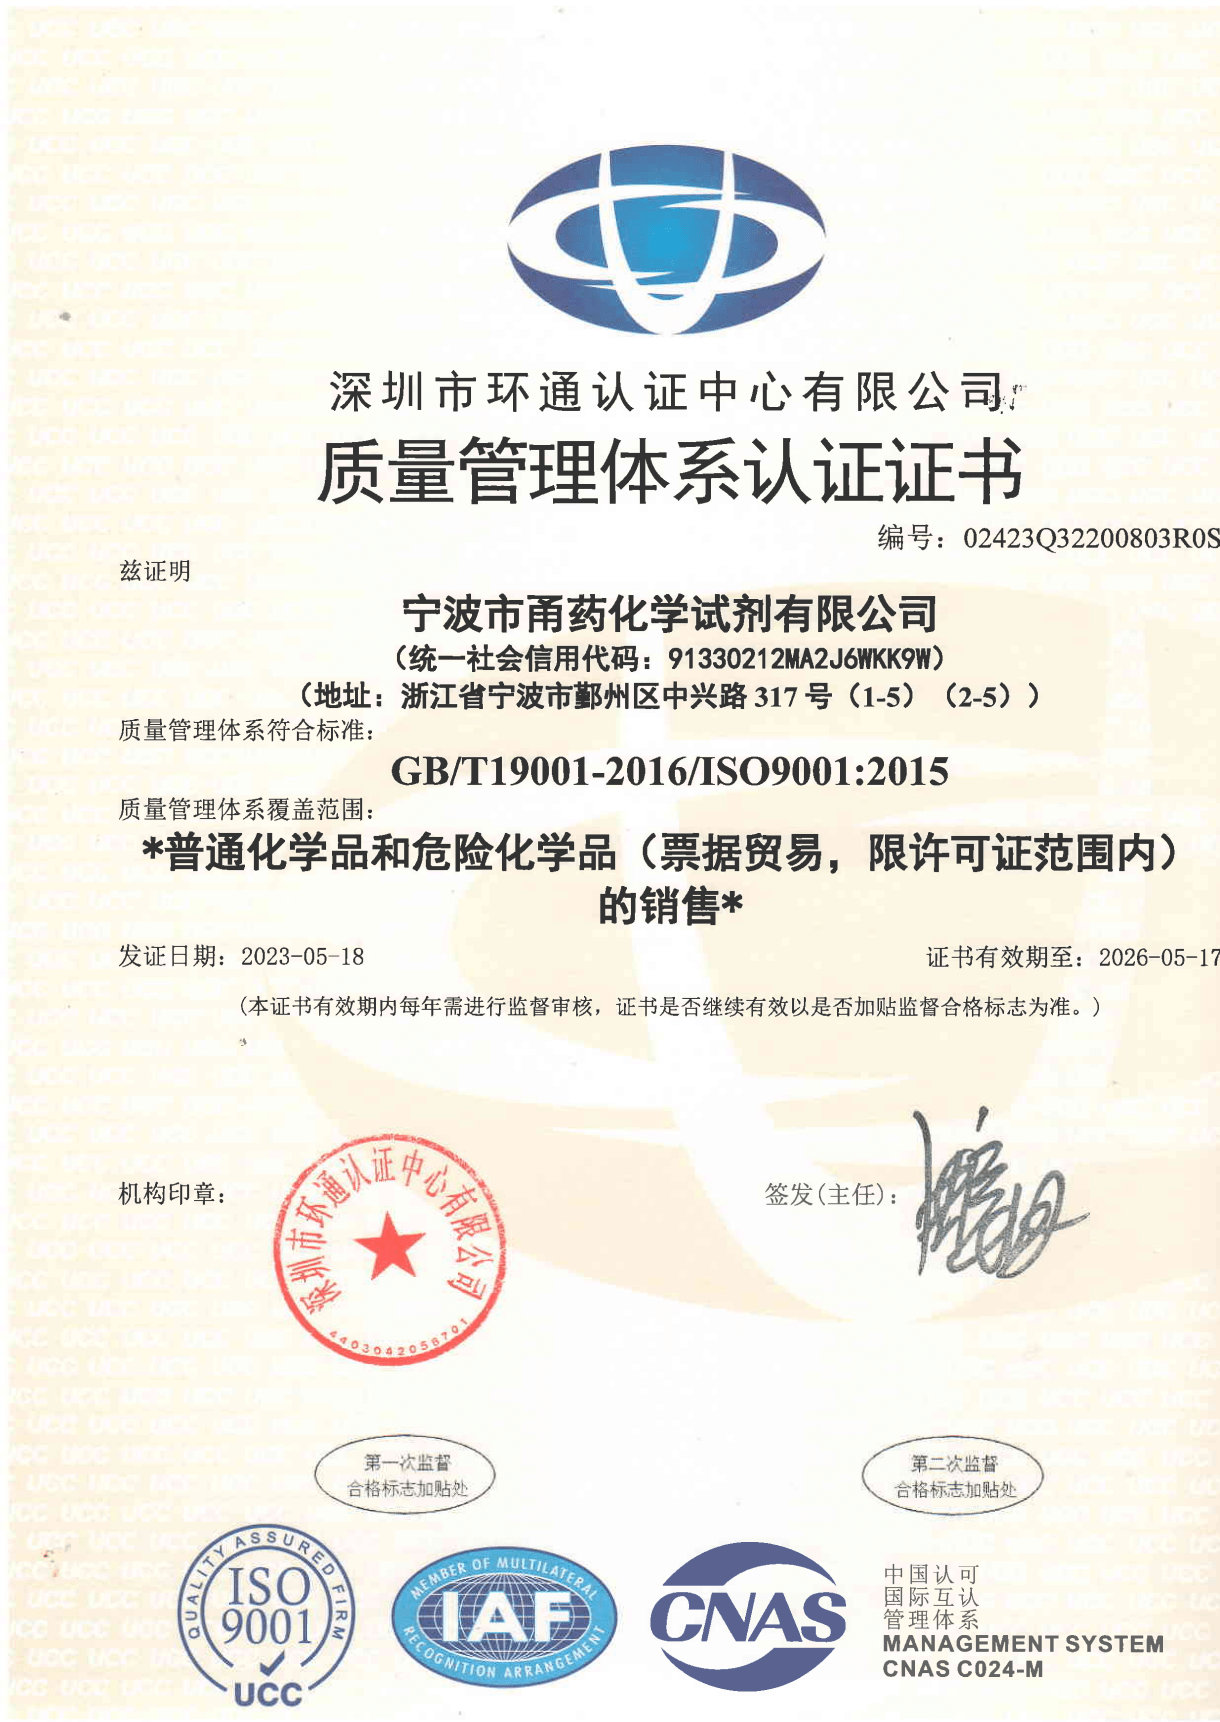 深圳市环通认证中心有限公司
质量管理体系认证证书
编号：02423Q32200803R0S
兹证明
宁波市甬药化学试剂有限公司
（统一社会信用代码：91330212MA2J6WKK9W）
（地址：浙江省宁波市鄞州区中兴路 317 号（1-5）（2-5））
质量管理体系符合标准：
GB/T19001-2016/ISO9001:2015
质量管理体系覆盖范围：
*普通化学品和危险化学品（票据贸易，限许可证范围内）
的销售*
发证日期：2023-05-18
证书有效期至：2026-05-17
(本证书有效期内每年需进行监督审核，证书是否继续有效以是否加贴监督合格标志为准。)
机构印章：
深圳市环通认证中心有限公司
4403042056701
签发(主任)：
第一次监督
合格标志加贴处
第二次监督
合格标志加贴处
QUALITY ASSURED FIRM
ISO
9001
UCC
MEMBER OF MULTILATERAL
IAF
RECOGNITION ARRANGEMENT
CNAS
中国认可
国际互认
管理体系
MANAGEMENT SYSTEM
CNAS C024-M